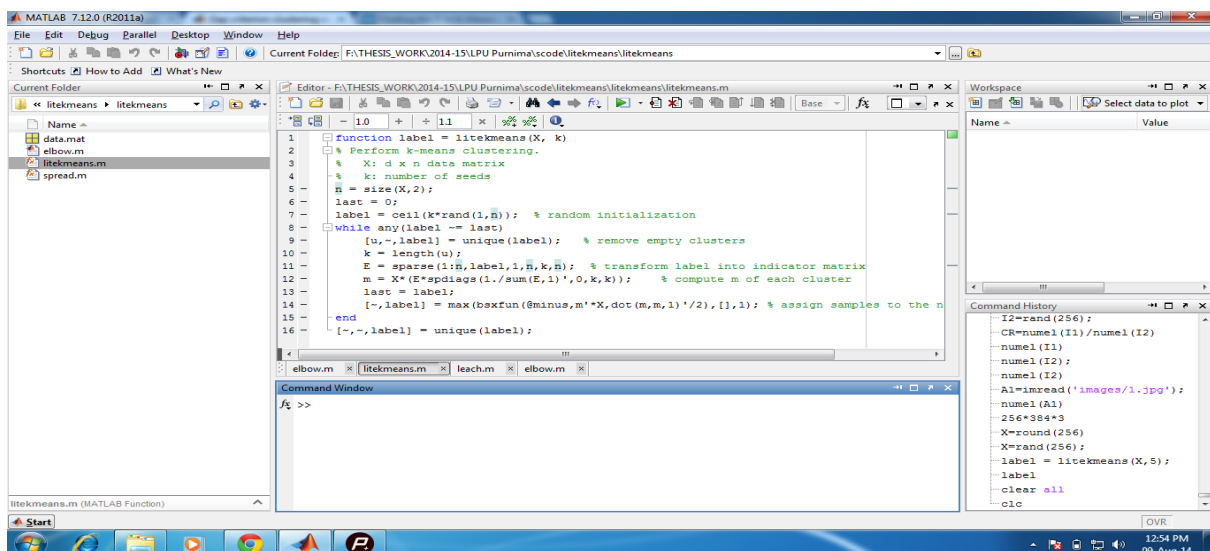 MATLAB 7.12.0 (R2011a)
File Edit Debug Parallel Desktop Window Help
Current Folder: F:\THESIS_WORK\2014-15\LPU Purnima\scode\litekmeans\litekmeans
Shortcuts How to Add What's New
Current Folder
« litekmeans litekmeans
Name
data.mat
elbow.m
litekmeans.m
spread.m
litekmeans.m (MATLAB Function)
Editor - F:\THESIS_WORK\2014-15\LPU Purnima\scode\litekmeans\litekmeans\litekmeans.m
Base fx
- 1.0 + ÷ 1.1 ×
1 function label = litekmeans(X, k)
2 % Perform k-means clustering.
3 % X: d x n data matrix
4 % k: number of seeds
5 - n = size(X,2);
6 - last = 0;
7 - label = ceil(k*rand(1,n)); % random initialization
8 - while any(label ~= last)
9 - [u,~,label] = unique(label); % remove empty clusters
10 - k = length(u);
11 - E = sparse(1:n,label,1,n,k,n); % transform label into indicator matrix
12 - m = X*(E*spdiags(1./sum(E,1)',0,k,k)); % compute m of each cluster
13 - last = label;
14 - [~,label] = max(bsxfun(@minus,m'*X,dot(m,m,1)'/2),[],1); % assign samples to the n
15 - end
16 - [~,~,label] = unique(label);
elbow.m × litekmeans.m × leach.m × elbow.m ×
Command Window
fx >>
Workspace
Select data to plot
Name Value
Command History
I2=rand(256);
CR=numel(I1)/numel(I2)
numel(I1)
numel(I2);
numel(I2)
A1=imread('images/1.jpg');
numel(A1)
256*384*3
X=round(256)
X=rand(256);
label = litekmeans(X,5);
label
clear all
clc
Start
OVR
12:54 PM
09-Aug-14